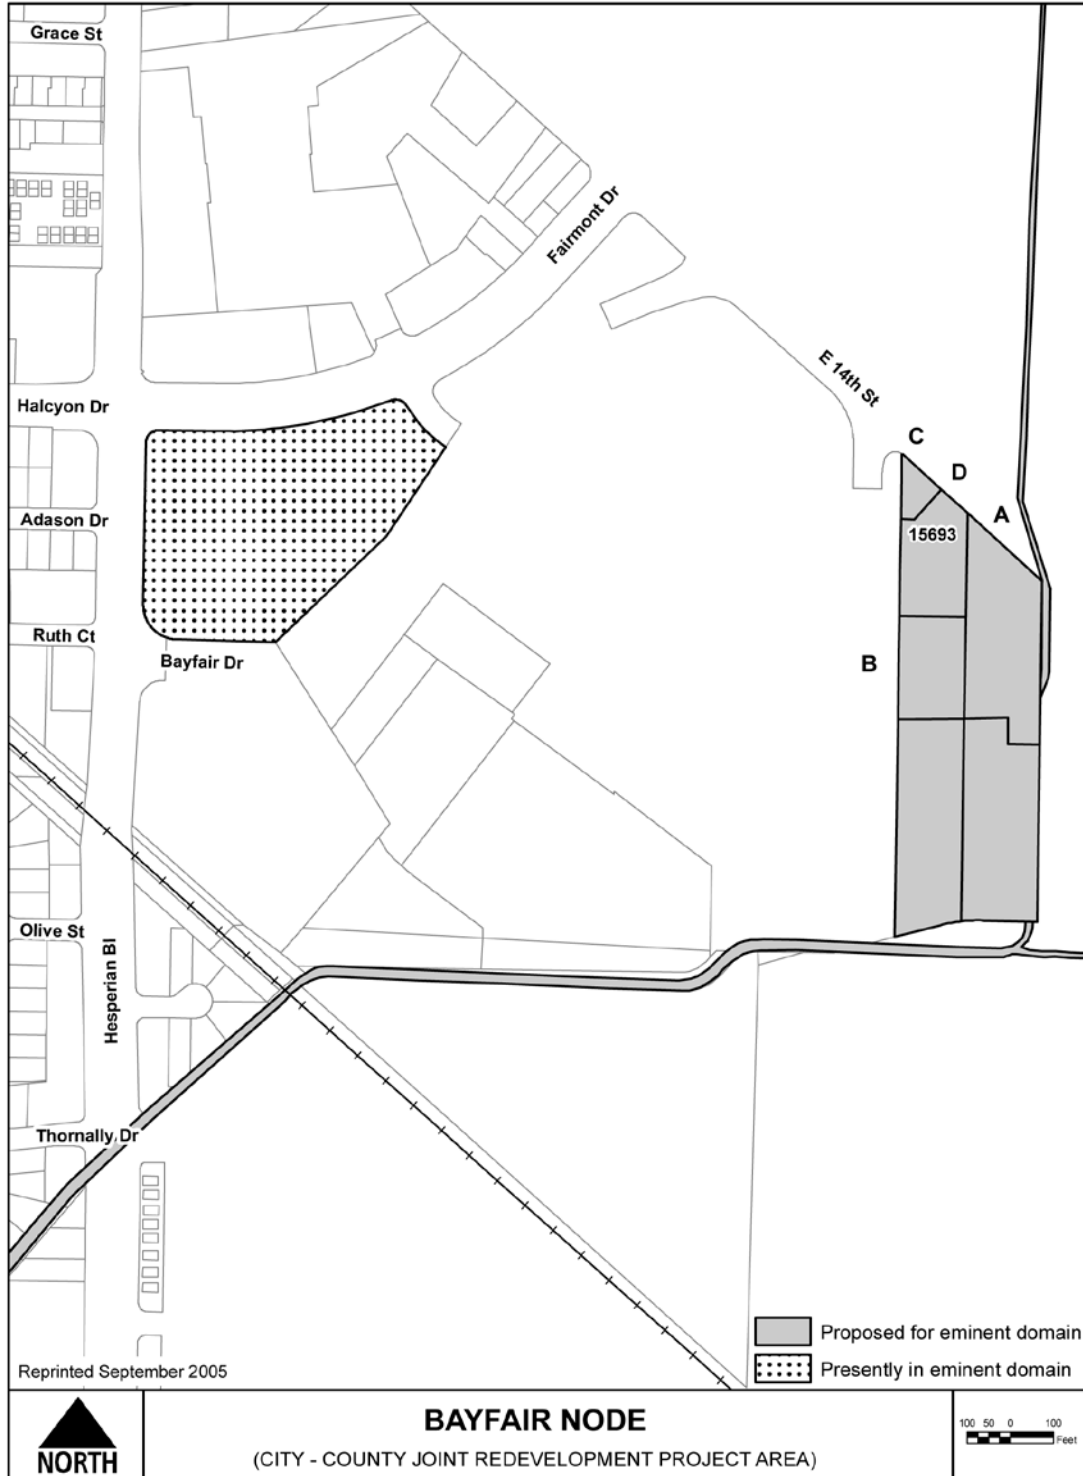 Grace St
Fairmont Dr
E 14th St
Halcyon Dr
C
D
A
Adason Dr
15693
Ruth Ct
Bayfair Dr
B
Olive St
Hesperian Bl
Thornally Dr
Proposed for eminent domain
Presently in eminent domain
Reprinted September 2005
NORTH
BAYFAIR NODE
(CITY - COUNTY JOINT REDEVELOPMENT PROJECT AREA)
100 50 0 100
Feet